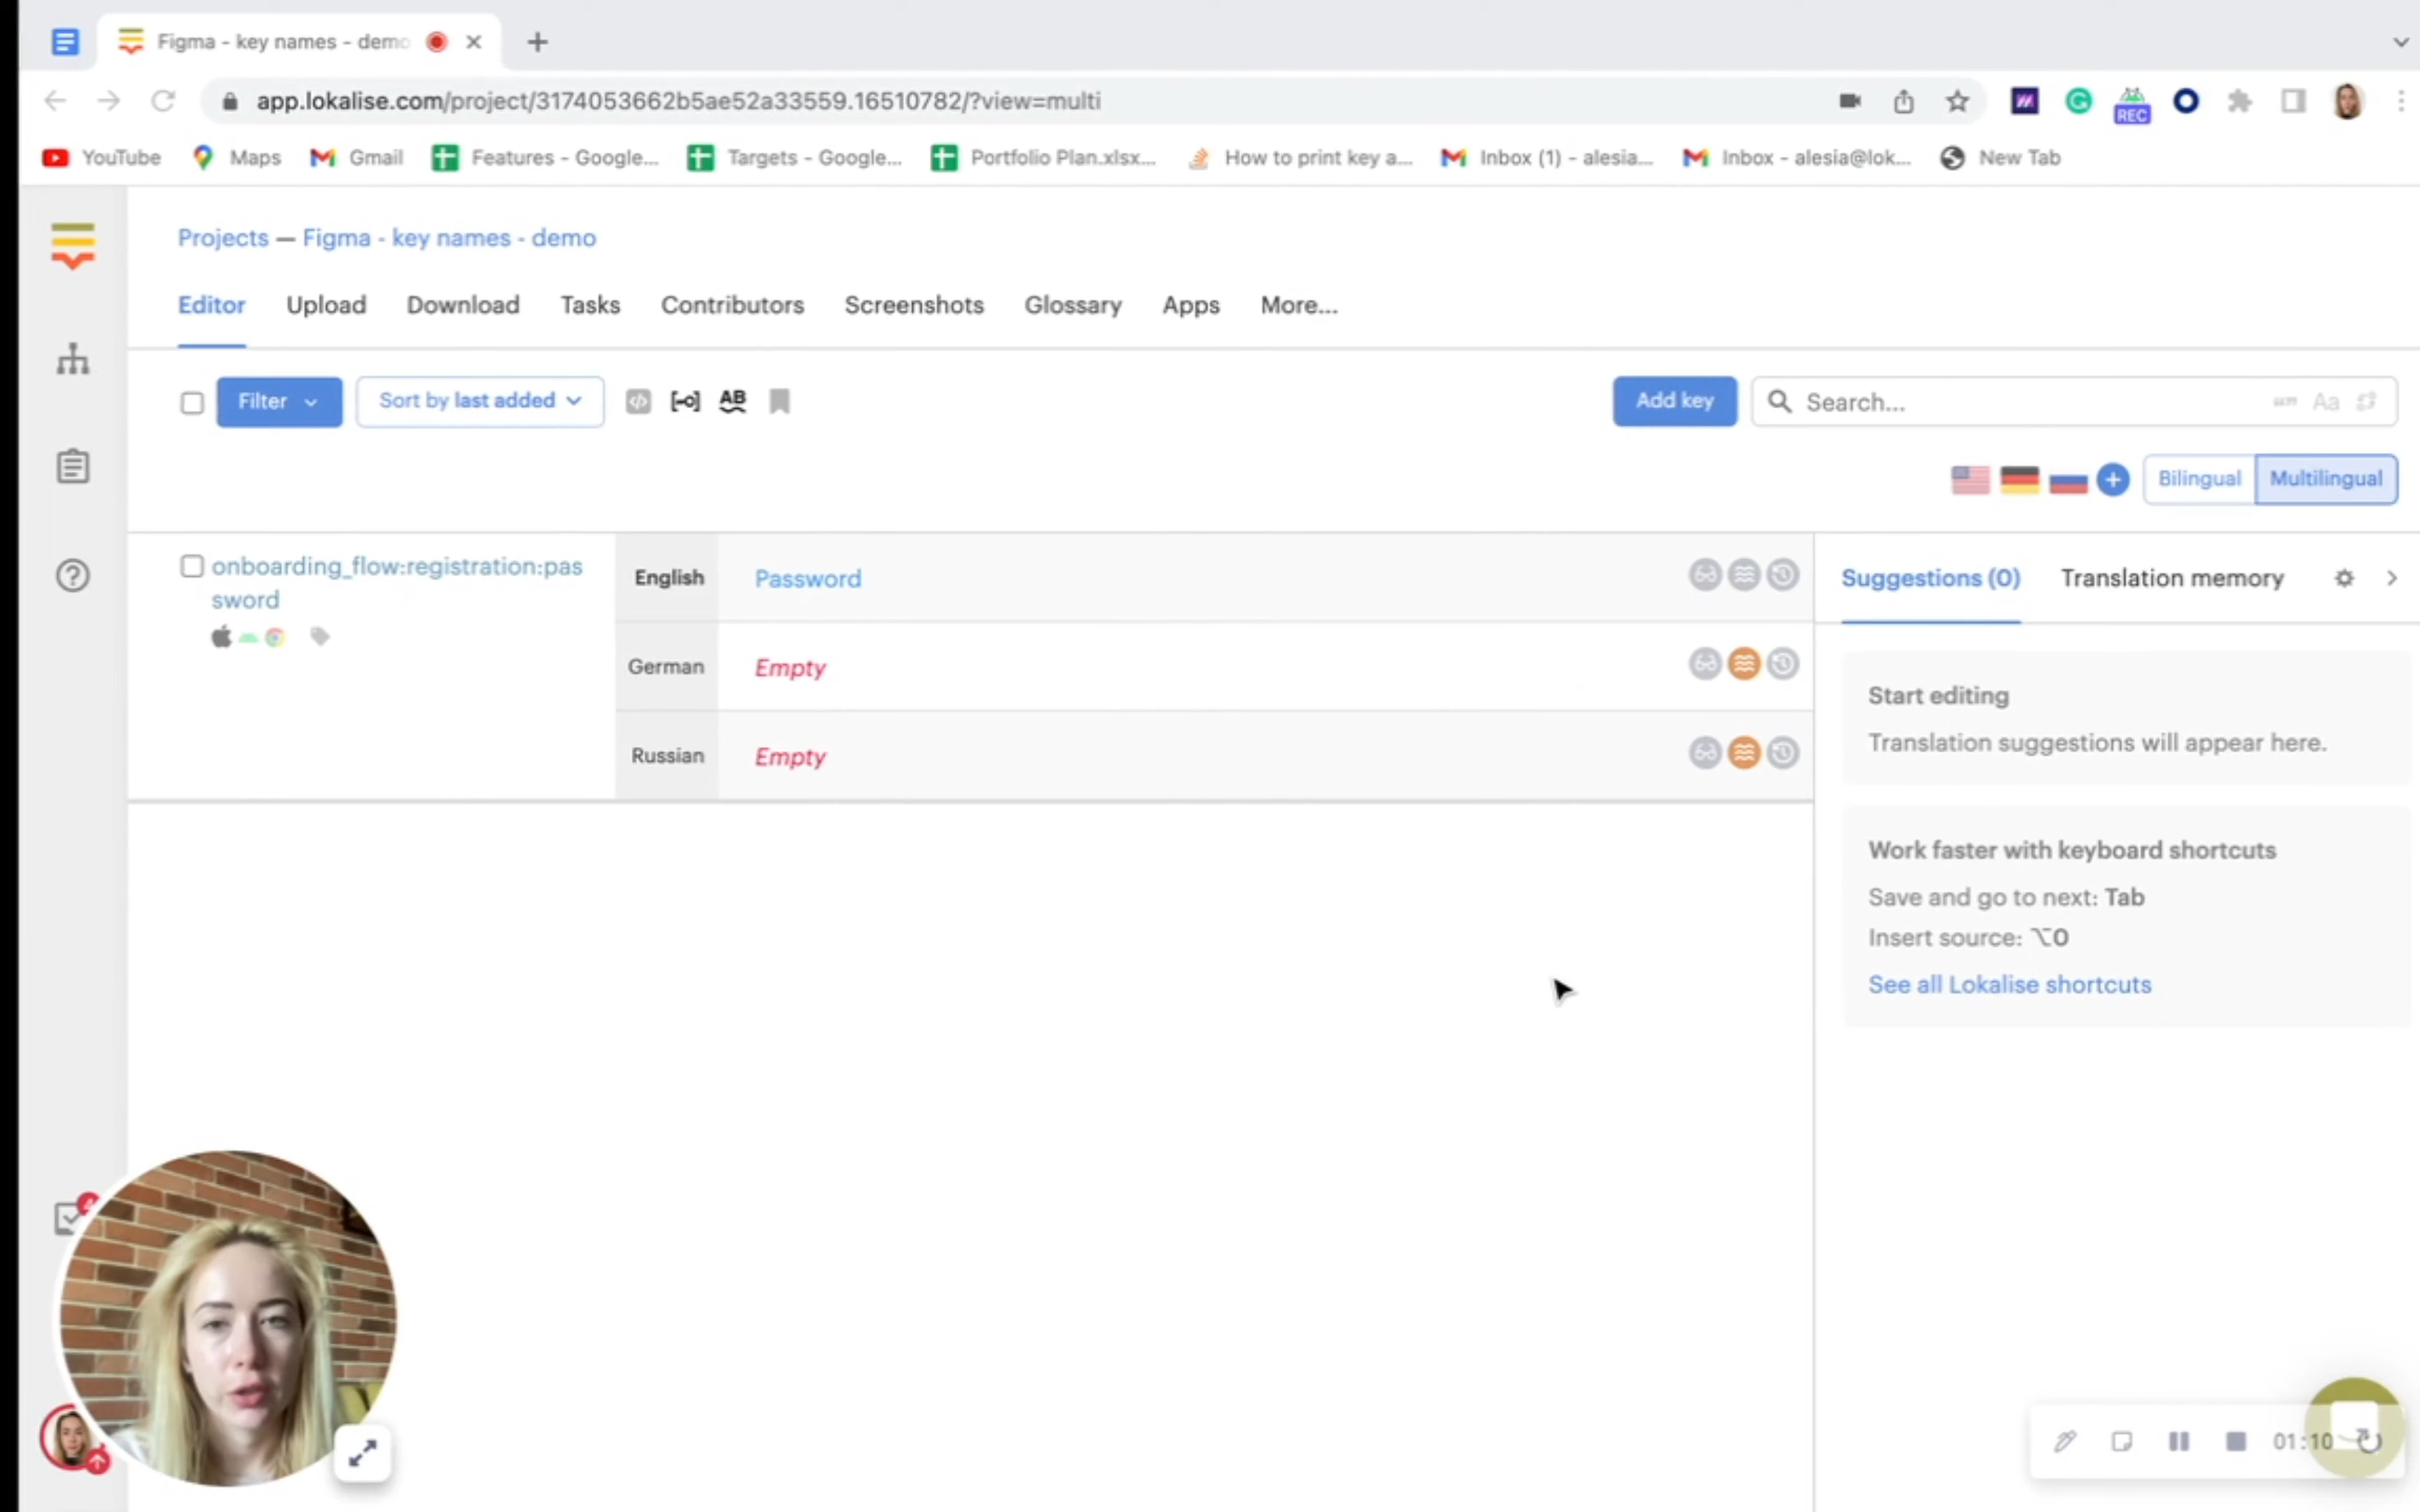 Figma - key names - demo
app.lokalise.com/project/3174053662b5ae52a33559.16510782/?view=multi
REC
YouTube Maps Gmail Features - Google... Targets - Google... Portfolio Plan.xlsx... How to print key a... Inbox (1) - alesia... Inbox - alesia@lok... New Tab
Projects — Figma - key names - demo
Editor Upload Download Tasks Contributors Screenshots Glossary Apps More...
Filter Sort by last added AB Add key Search... "" Aa
Bilingual Multilingual
onboarding_flow:registration:pas
sword
English Password
German Empty
Russian Empty
Suggestions (0) Translation memory
Start editing
Translation suggestions will appear here.
Work faster with keyboard shortcuts
Save and go to next: Tab
Insert source: ⌥0
See all Lokalise shortcuts
01:10